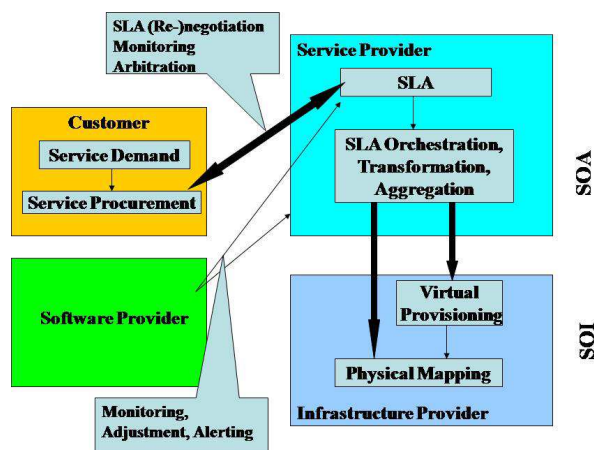 SLA (Re-)negotiation
Monitoring
Arbitration
Service Provider
SLA
SLA Orchestration,
Transformation,
Aggregation
SOA
Customer
Service Demand
Service Procurement
Software Provider
Virtual
Provisioning
Physical Mapping
Infrastructure Provider
IOS
Monitoring,
Adjustment, Alerting